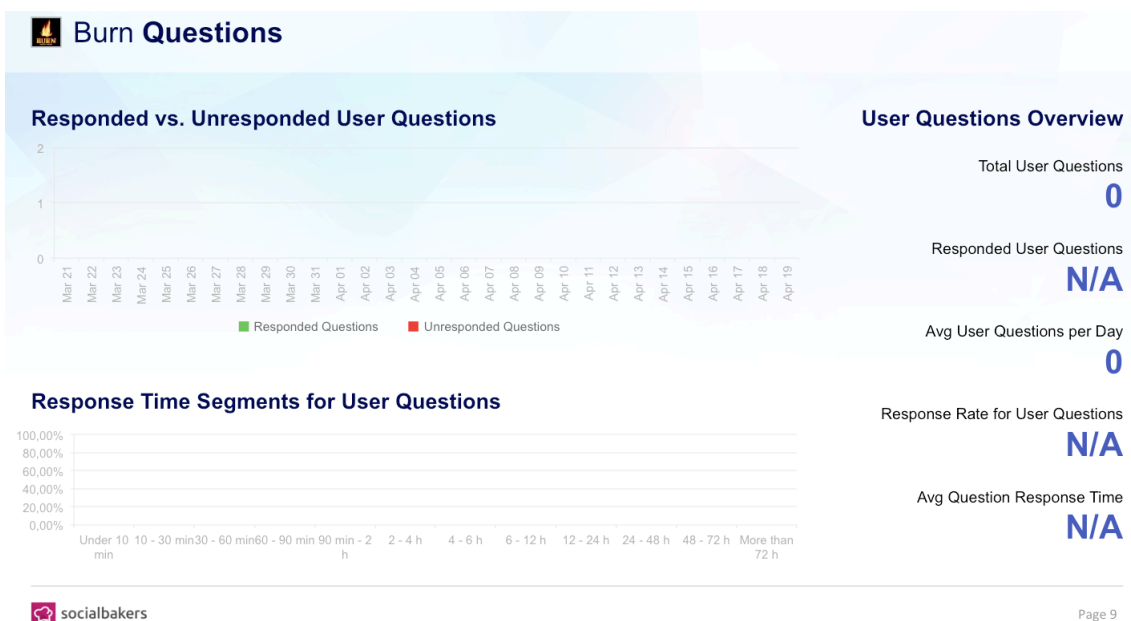 BURN
Burn Questions
Responded vs. Unresponded User Questions
2
1
0
Mar 21 Mar 22 Mar 23 Mar 24 Mar 25 Mar 26 Mar 27 Mar 28 Mar 29 Mar 30 Mar 31 Apr 01 Apr 02 Apr 03 Apr 04 Apr 05 Apr 06 Apr 07 Apr 08 Apr 09 Apr 10 Apr 11 Apr 12 Apr 13 Apr 14 Apr 15 Apr 16 Apr 17 Apr 18 Apr 19
Responded Questions Unresponded Questions
Response Time Segments for User Questions
100,00%
80,00%
60,00%
40,00%
20,00%
0,00%
Under 10 min 10 - 30 min 30 - 60 min 60 - 90 min 90 min - 2 h 2 - 4 h 4 - 6 h 6 - 12 h 12 - 24 h 24 - 48 h 48 - 72 h More than 72 h
User Questions Overview
Total User Questions
0
Responded User Questions
N/A
Avg User Questions per Day
0
Response Rate for User Questions
N/A
Avg Question Response Time
N/A
socialbakers
Page 9